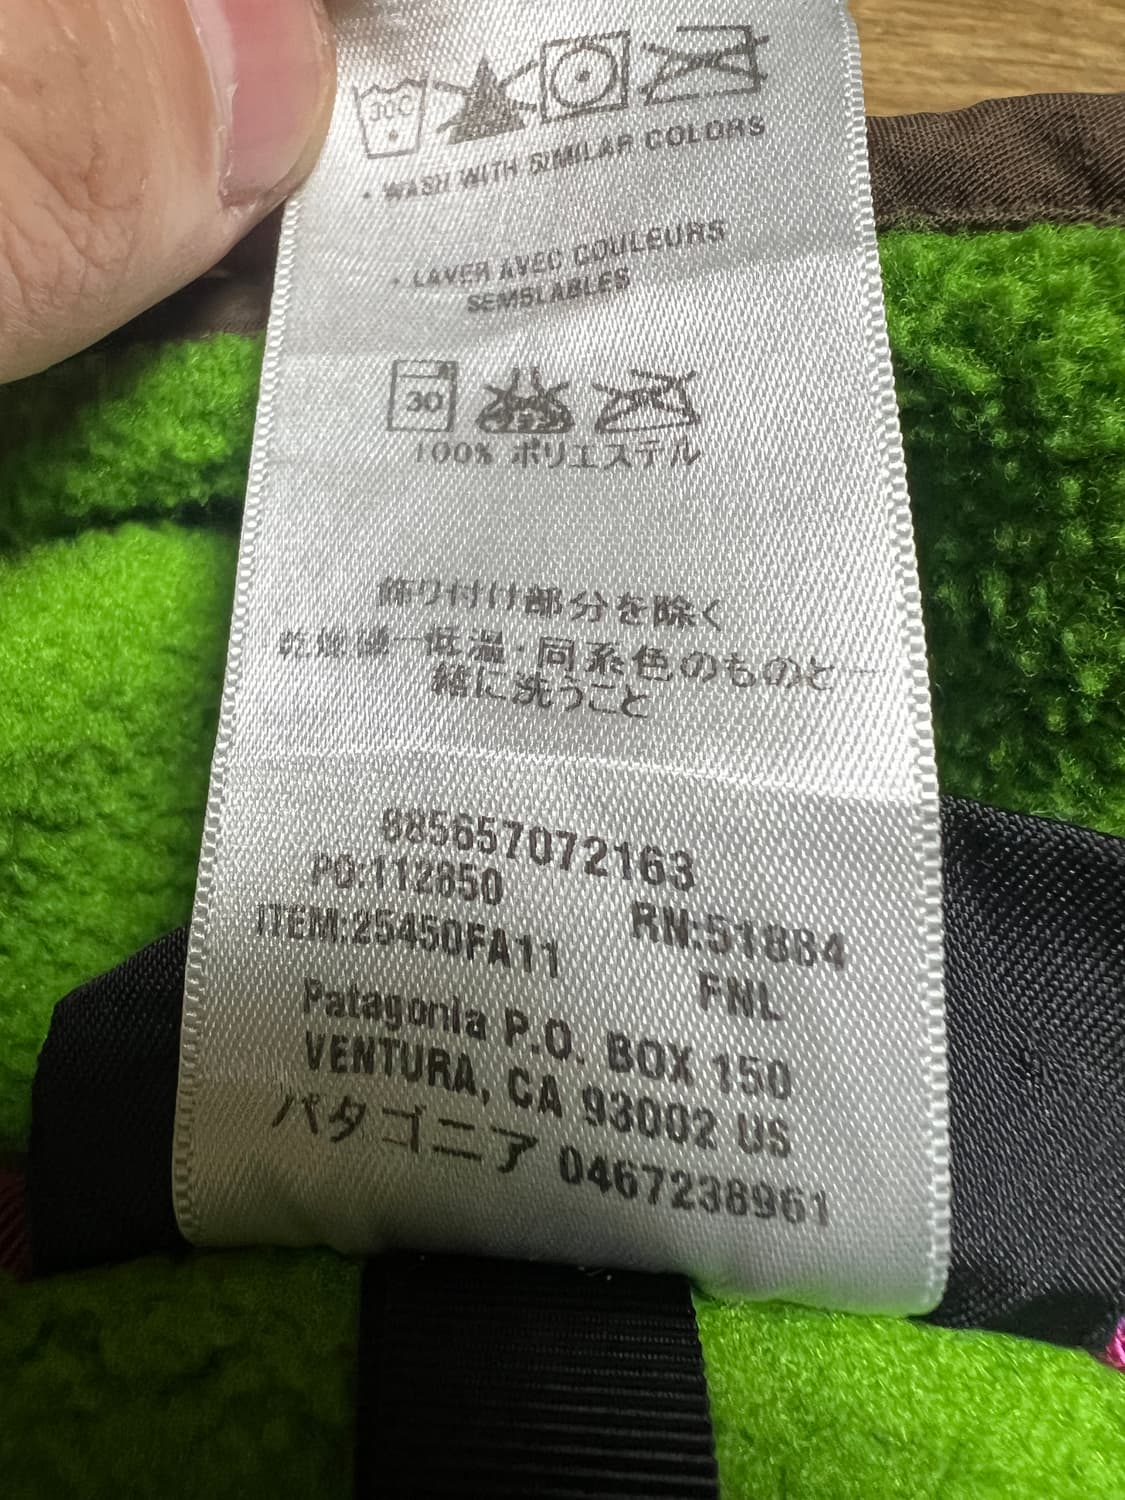 30C
• WASH WITH SIMILAR COLORS
• LAVER AVEC COULEURS
SEMBLABLES
30
100% ポリエステル
飾り付け部分を除く
乾燥機一低温・同系色のものと一
緒に洗うこと
885657072163
PO:112850
RN:51884
ITEM:25450FA11
FNL
Patagonia P.O. BOX 150
VENTURA, CA 93002 US
パタゴニア 0467238961